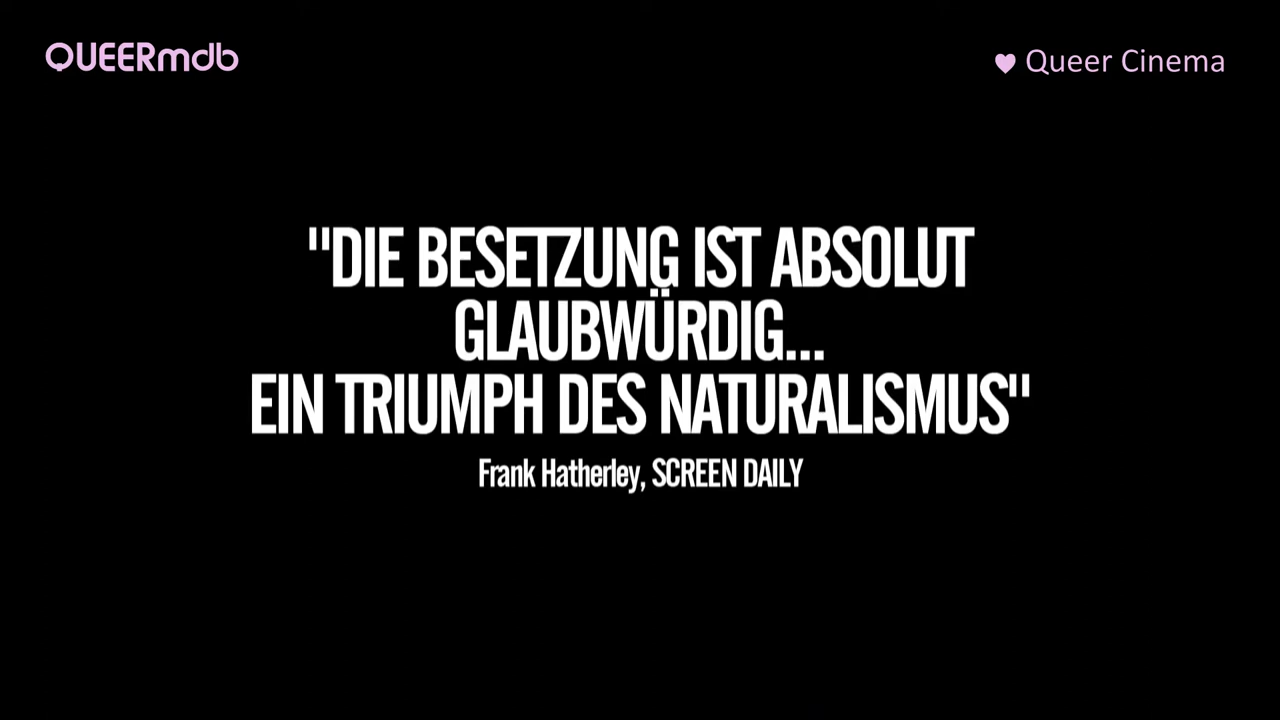 QUEERmdb
♥ Queer Cinema
"DIE BESETZUNG IST ABSOLUT
GLAUBWÜRDIG...
EIN TRIUMPH DES NATURALISMUS"
Frank Hatherley, SCREEN DAILY